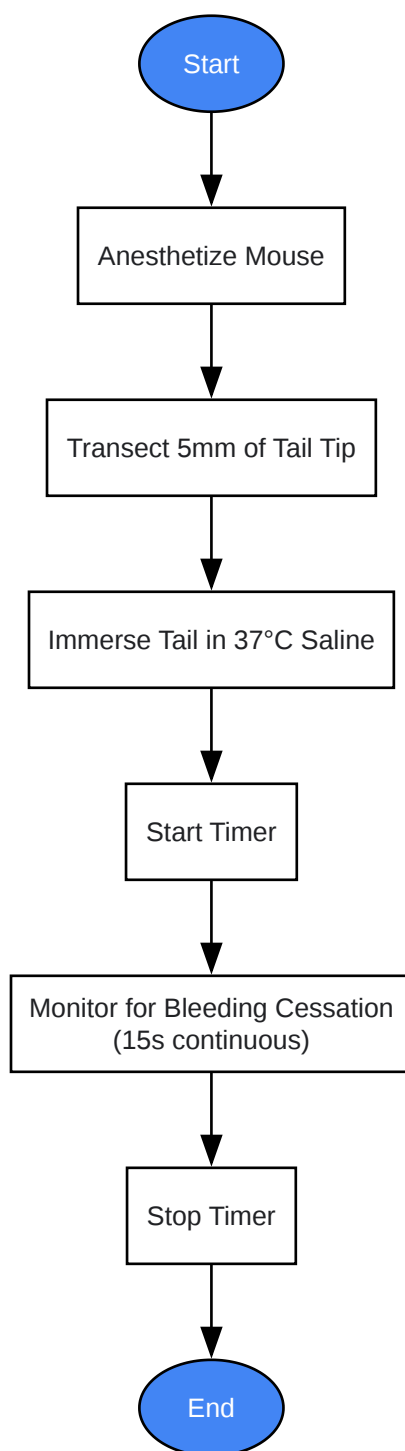 Start
Anesthetize Mouse
Transect 5mm of Tail Tip
Immerse Tail in 37°C Saline
Start Timer
Monitor for Bleeding Cessation
(15s continuous)
Stop Timer
End